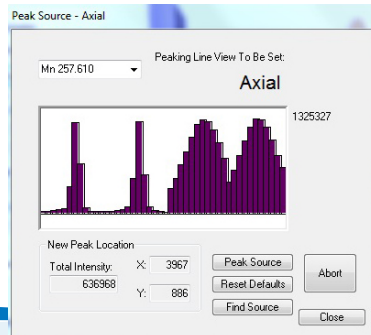 Peak Source - Axial
Mn 257.610
Peaking Line View To Be Set:
Axial
1325327
New Peak Location
Total Intensity:
636968
X: 3967
Y: 886
Peak Source
Reset Defaults
Find Source
Abort
Close